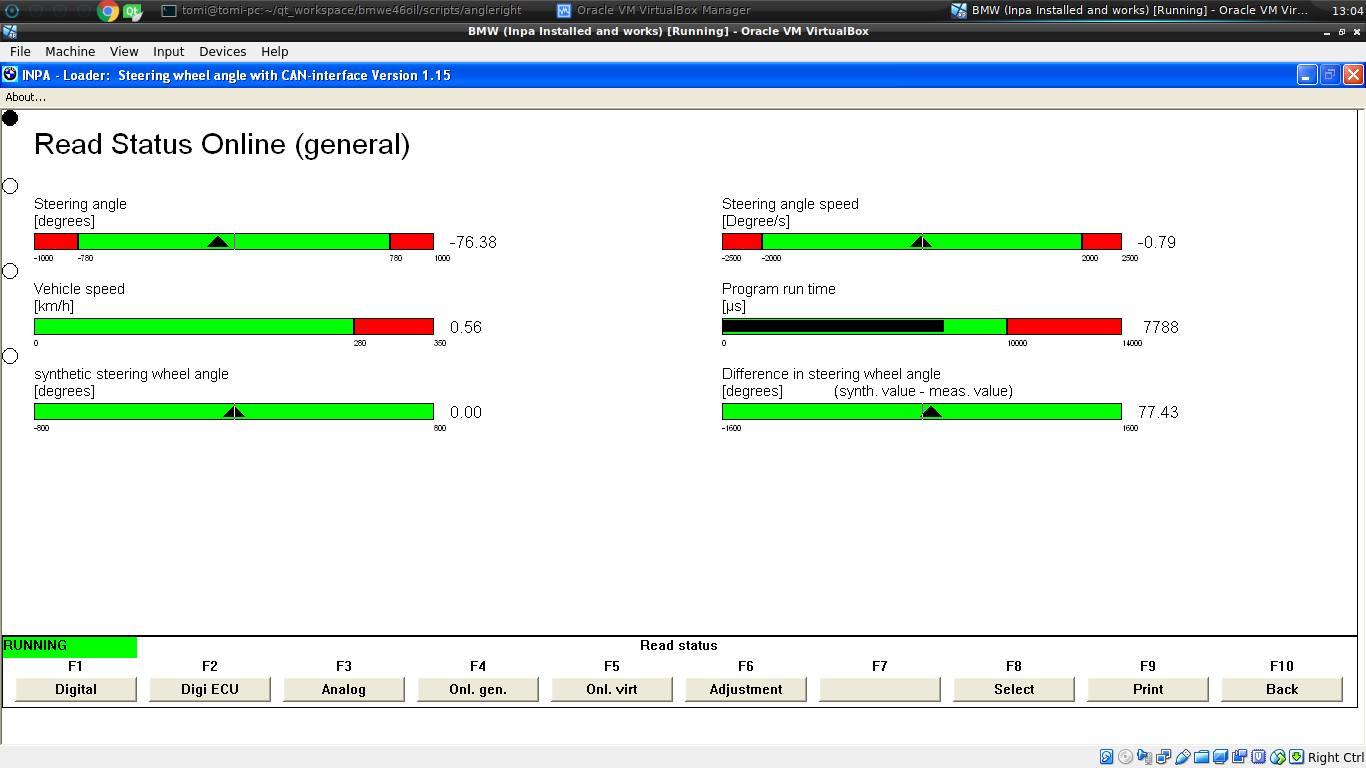 tomi@tomi-pc:~/qt_workspace/bmwe46oil/scripts/angleright
Oracle VM VirtualBox Manager
BMW (Inpa Installed and works) [Running] - Oracle VM Vir...
13:04
BMW (Inpa Installed and works) [Running] - Oracle VM VirtualBox
File Machine View Input Devices Help
INPA - Loader: Steering wheel angle with CAN-interface Version 1.15
About...
Read Status Online (general)
Steering angle
[degrees]
-76.38
-1000 -780 780 1000
Steering angle speed
[Degree/s]
-0.79
-2500 -2000 2000 2500
Vehicle speed
[km/h]
0.56
0 280 350
Program run time
[µs]
7788
0 10000 14000
synthetic steering wheel angle
[degrees]
0.00
-800 800
Difference in steering wheel angle
[degrees] (synth. value - meas. value)
77.43
-1600 1600
RUNNING
Read status
F1 F2 F3 F4 F5 F6 F7 F8 F9 F10
Digital Digi ECU Analog Onl. gen. Onl. virt Adjustment Select Print Back
Right Ctrl